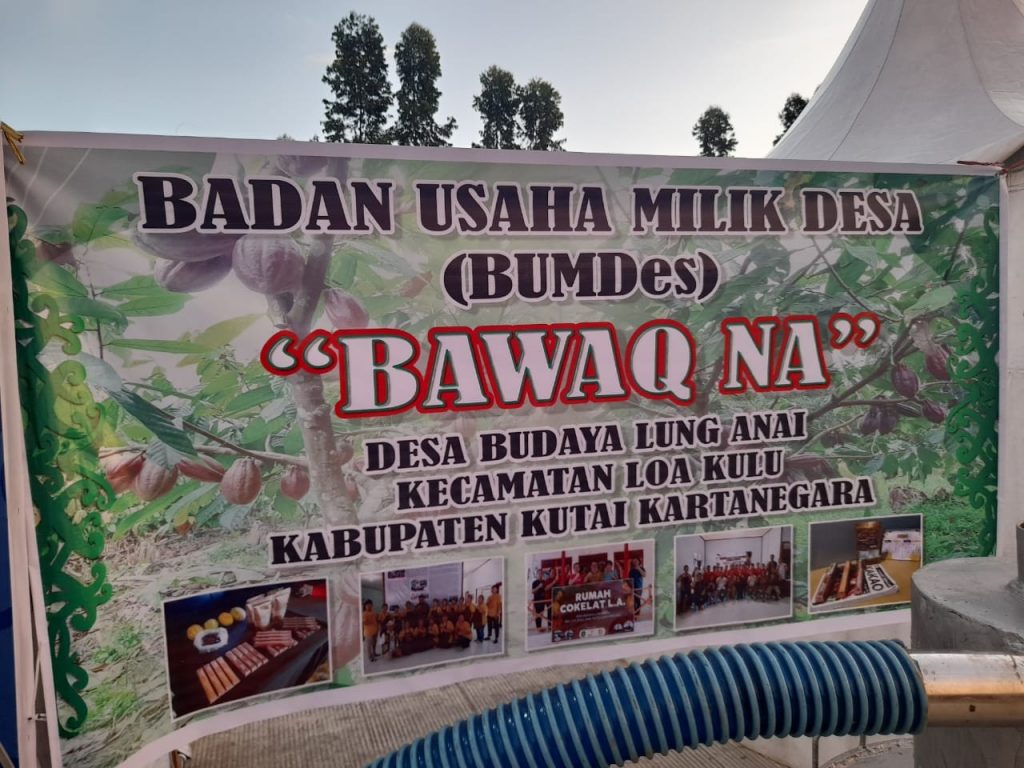 BADAN USAHA MILIK DESA
(BUMDes)
“BAWAQ NA”
DESA BUDAYA LUNG ANAI
KECAMATAN LOA KULU
KABUPATEN KUTAI KARTANEGARA
RUMAH
COKELAT L.A.